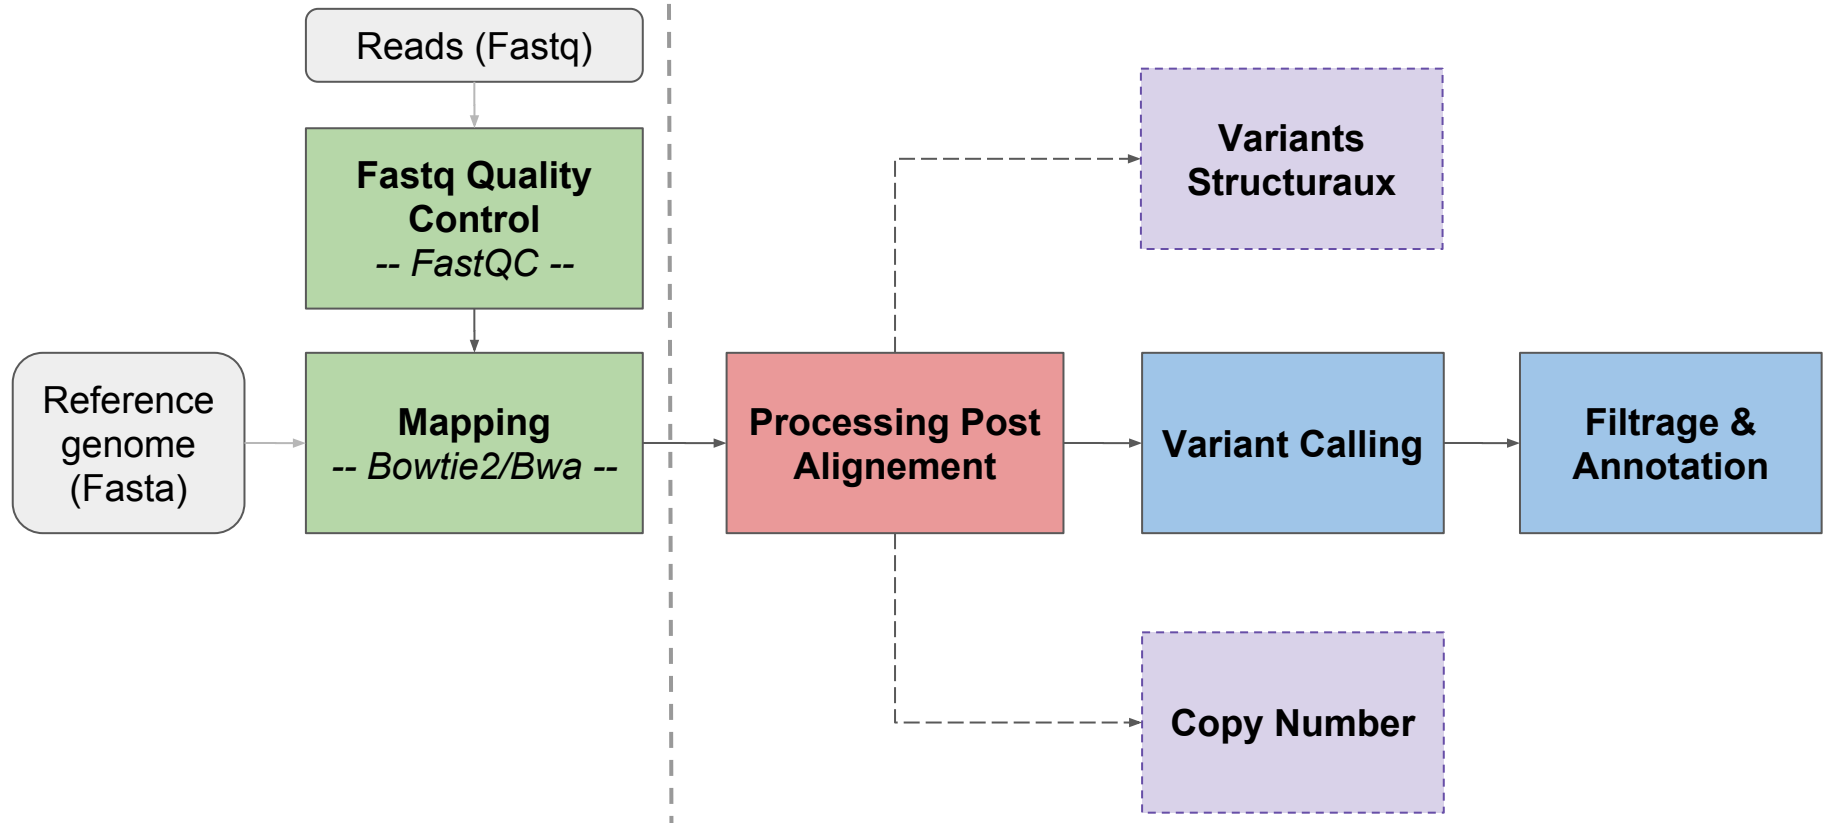 Reads (Fastq)
Fastq Quality
Control
-- FastQC --
Reference
genome
(Fasta)
Mapping
-- Bowtie2/Bwa --
Processing Post
Alignement
Variants
Structuraux
Variant Calling
Filtrage &
Annotation
Copy Number